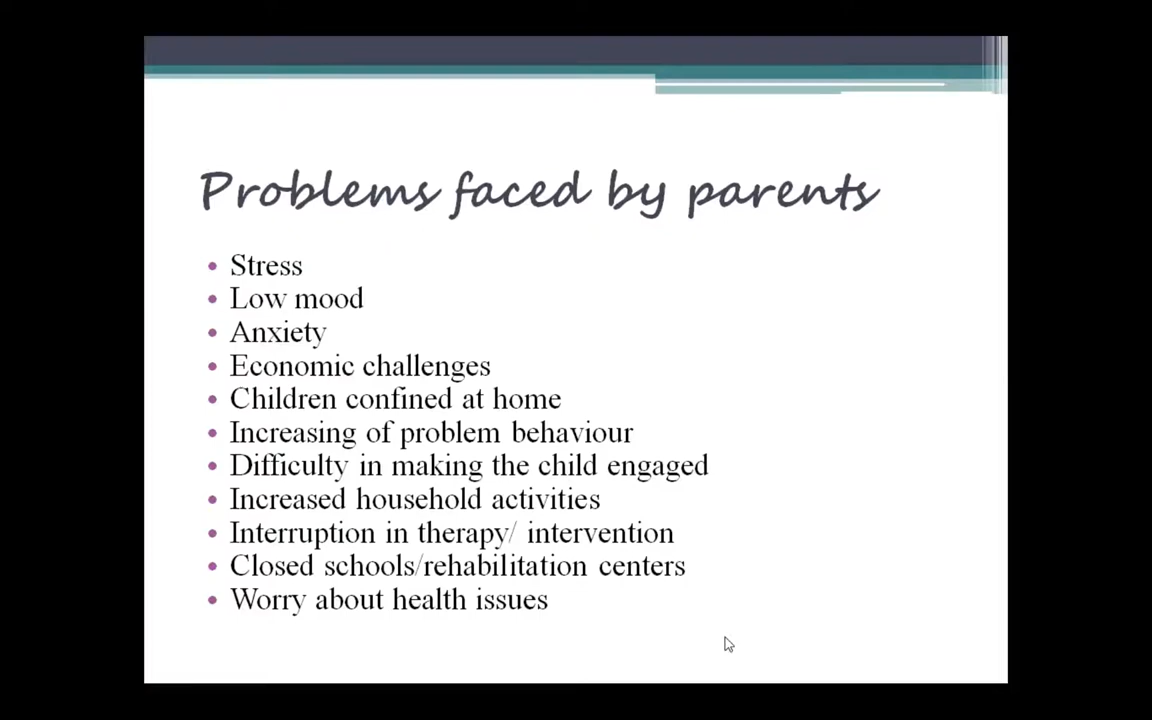 Problems faced by parents
• Stress
• Low mood
• Anxiety
• Economic challenges
• Children confined at home
• Increasing of problem behaviour
• Difficulty in making the child engaged
• Increased household activities
• Interruption in therapy/ intervention
• Closed schools/rehabilitation centers
• Worry about health issues